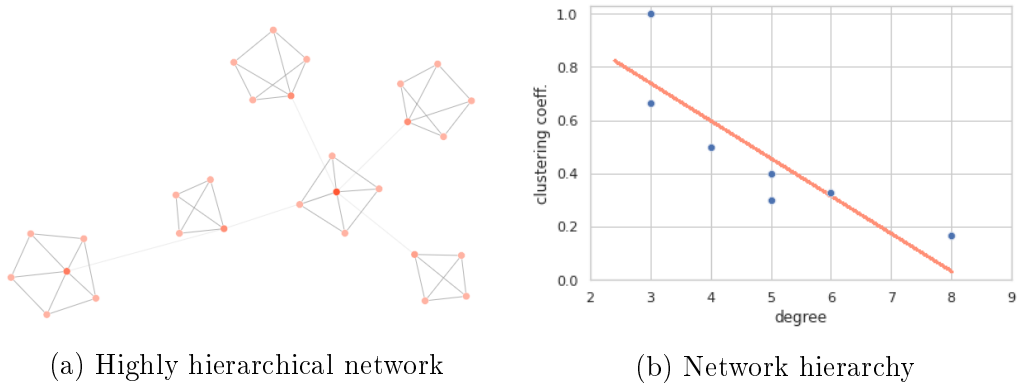 1.0
0.8
0.6
0.4
0.2
0.0
clustering coeff.
2 3 4 5 6 7 8 9
degree
(a) Highly hierarchical network
(b) Network hierarchy